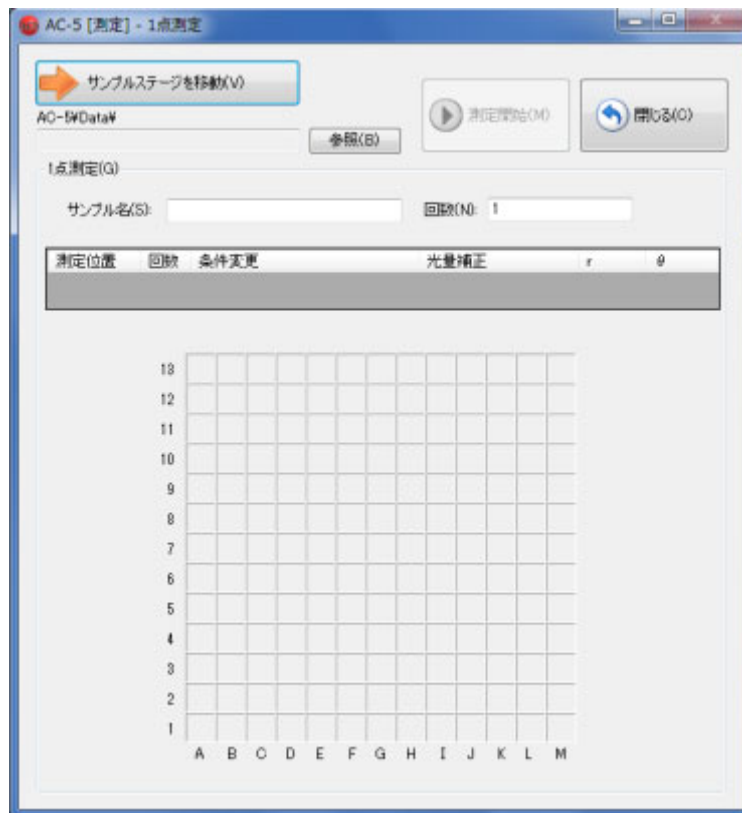 AC-5 [測定] - 1点測定
サンプルステージを移動(V)
測定開始(M)
閉じる(C)
AC-5¥Data¥
参照(B)
1点測定(G)
サンプル名(S):
回数(N): 1
測定位置 回数 条件変更 光量補正 r θ
13
12
11
10
9
8
7
6
5
4
3
2
1
A B C D E F G H I J K L M